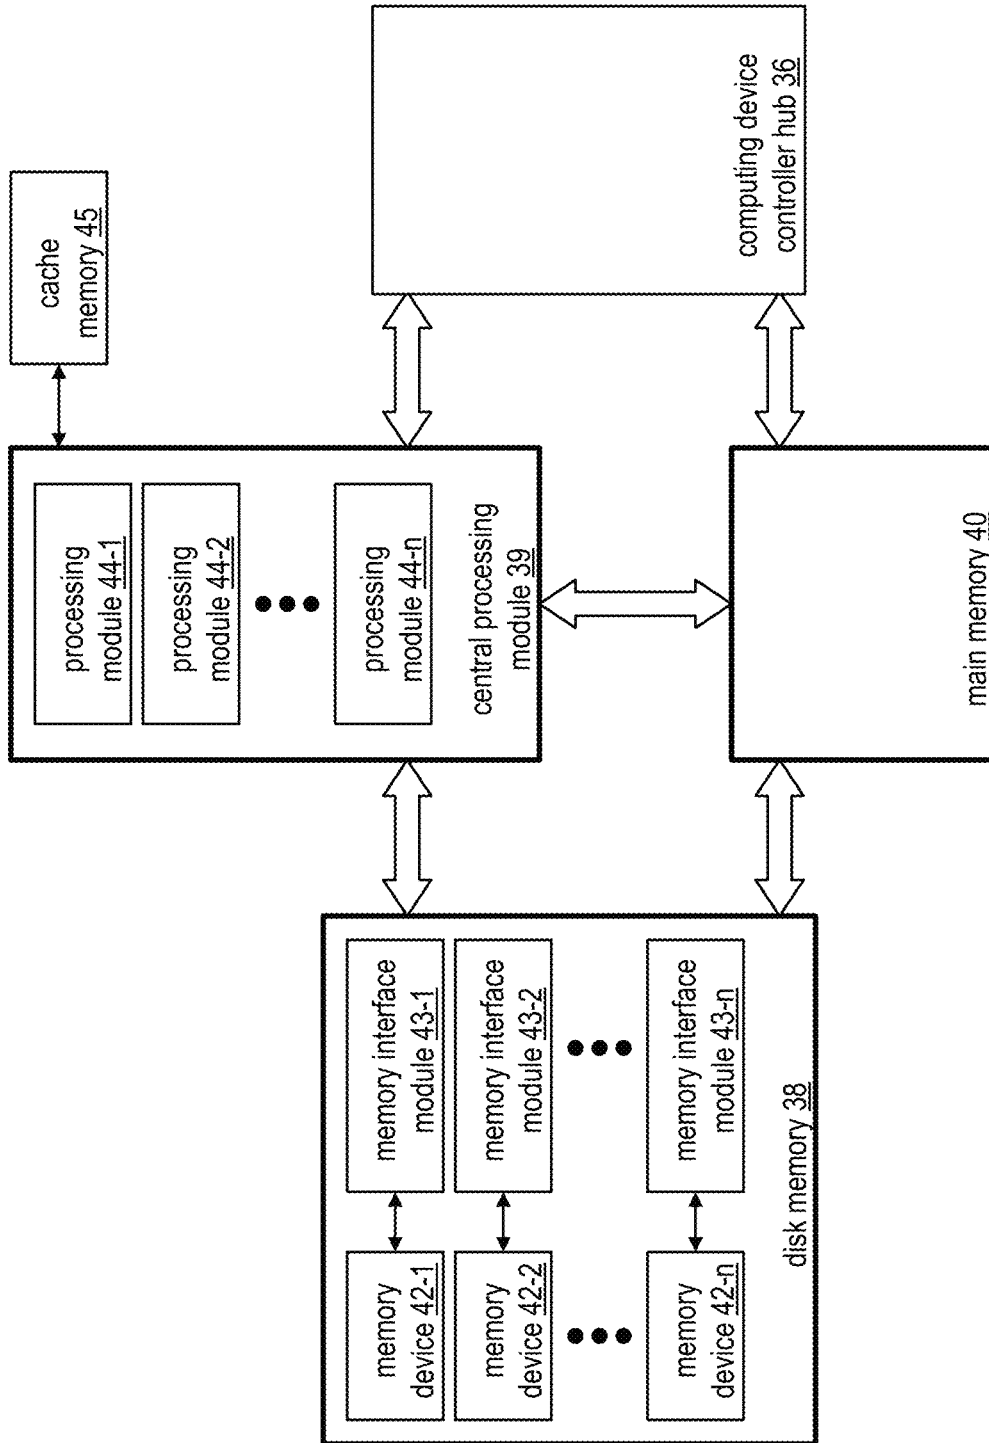 memory
device 42-1
memory interface
module 43-1
memory
device 42-2
memory interface
module 43-2
memory
device 42-n
memory interface
module 43-n
disk memory 38
processing
module 44-1
processing
module 44-2
processing
module 44-n
central processing
module 39
main memory 40
cache
memory 45
computing device
controller hub 36